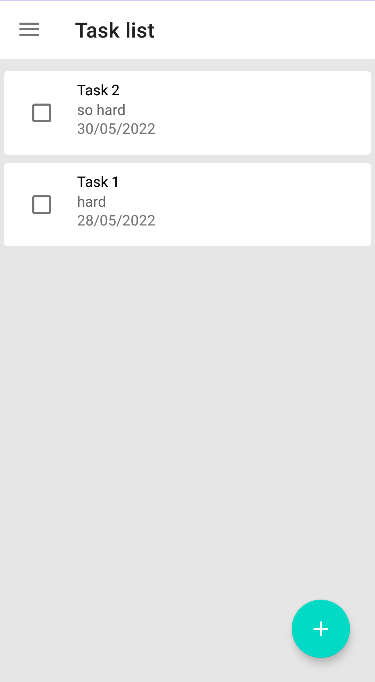 Task list
Task 2
so hard
30/05/2022
Task 1
hard
28/05/2022